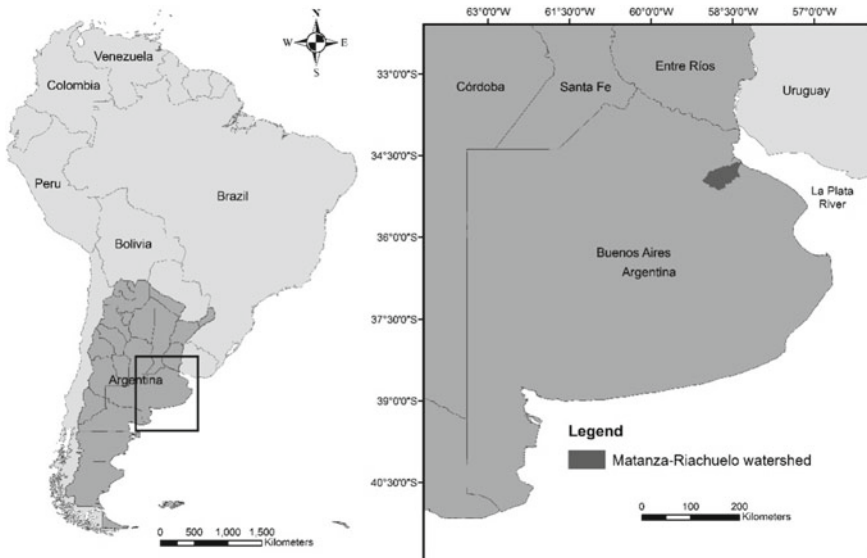 N
W E
S
Venezuela
Colombia
Peru
Brazil
Bolivia
Argentina
0 250 500 1,000 1,500
Kilometers
63°0'0"W 61°30'0"W 60°0'0"W 58°30'0"W 57°0'0"W
33°0'0"S
34°30'0"S
36°0'0"S
37°30'0"S
39°0'0"S
40°30'0"S
Córdoba
Santa Fe
Entre Ríos
Uruguay
La Plata
River
Buenos Aires
Argentina
Legend
Matanza-Riachuelo watershed
0 50 100 200
Kilometers